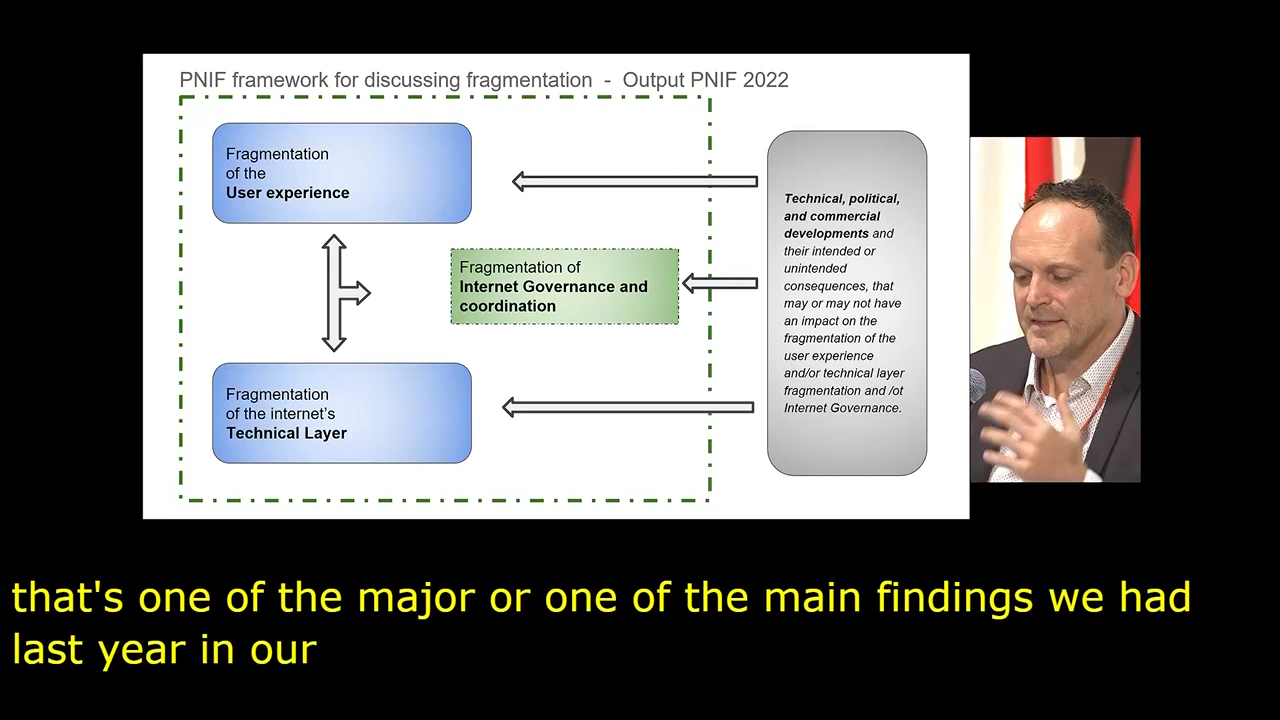 PNIF framework for discussing fragmentation - Output PNIF 2022
Fragmentation
of the
User experience
Fragmentation of
Internet Governance and
coordination
Fragmentation
of the internet's
Technical Layer
Technical, political,
and commercial
developments and
their intended or
unintended
consequences, that
may or may not have
an impact on the
fragmentation of the
user experience
and/or technical layer
fragmentation and /ot
Internet Governance.
that's one of the major or one of the main findings we had
last year in our